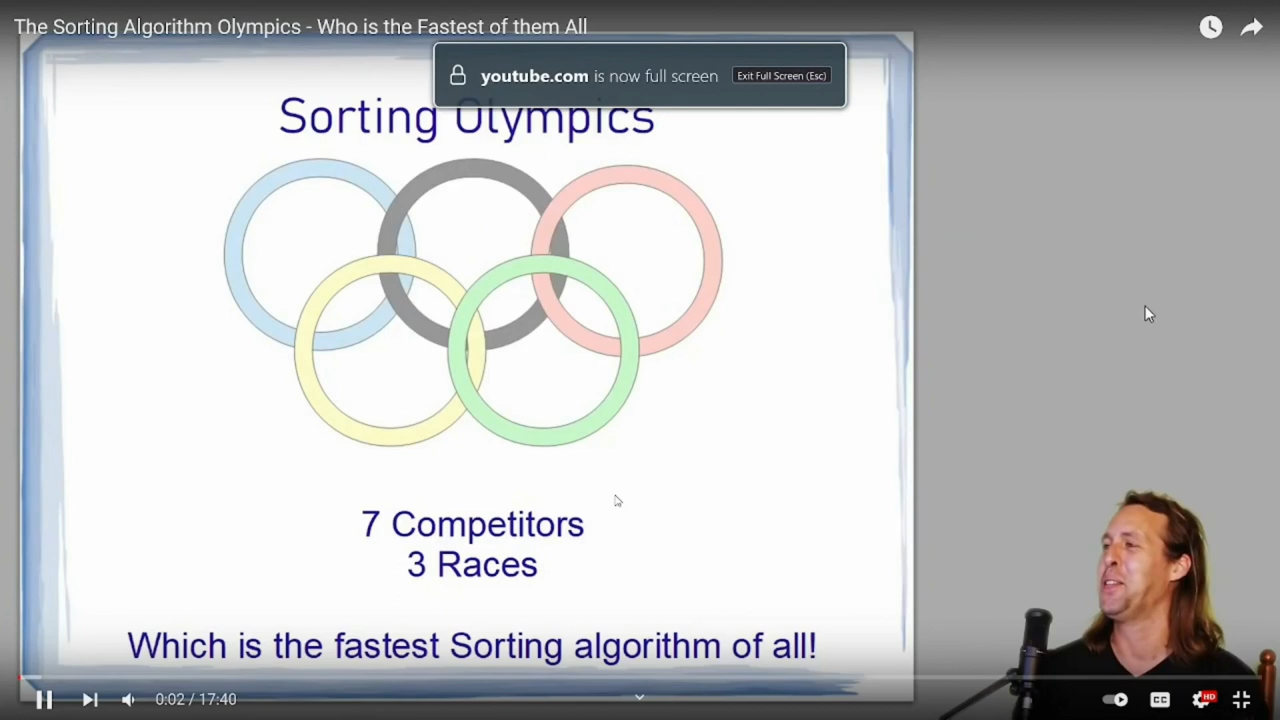 The Sorting Algorithm Olympics - Who is the Fastest of them All
youtube.com is now full screen
Exit Full Screen (Esc)
Sorting Olympics
7 Competitors
3 Races
Which is the fastest Sorting algorithm of all!
0:02 / 17:40
CC
HD